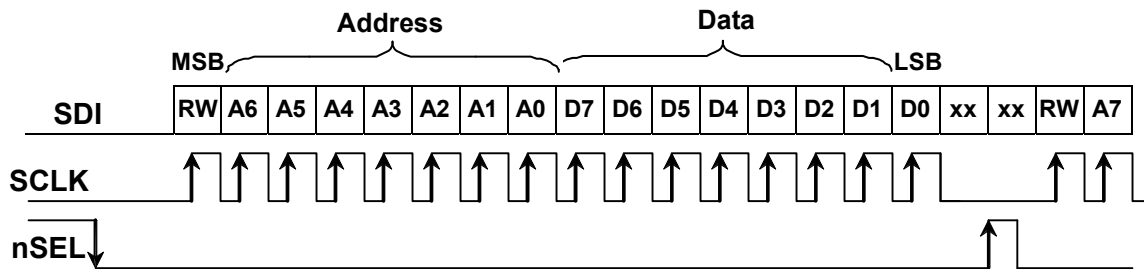 Address Data
MSB LSB
SDI RW A6 A5 A4 A3 A2 A1 A0 D7 D6 D5 D4 D3 D2 D1 D0 xx xx RW A7
SCLK
nSEL